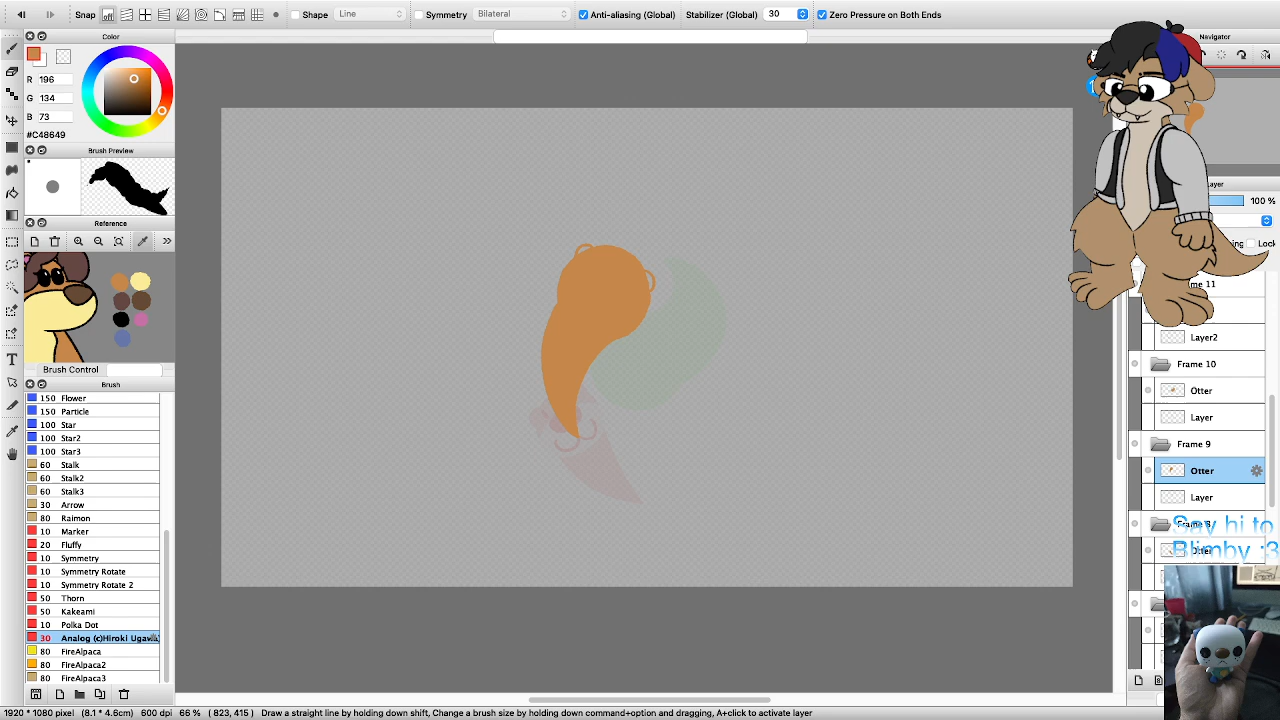 Snap
Shape
Line
Symmetry
Bilateral
Anti-aliasing (Global)
Stabilizer (Global)
30
Zero Pressure on Both Ends
Color
Navigator
R 196
G 134
B 73
#C48649
Brush Preview
Reference
Brush Control
Brush
150 Flower
150 Particle
100 Star
100 Star2
100 Star3
60 Stalk
60 Stalk2
60 Stalk3
30 Arrow
80 Raimon
10 Marker
20 Fluffy
10 Symmetry
10 Symmetry Rotate
10 Symmetry Rotate 2
50 Thorn
50 Kakeami
10 Polka Dot
30 Analog (c)Hiroki Ugawa
80 FireAlpaca
80 FireAlpaca2
80 FireAlpaca3
Layer
100 %
Lock
Layer2
Frame 10
Otter
Layer
Frame 9
Otter
Layer
Say hi to
Blimby :3
1920 * 1080 pixel (8.1 * 4.6cm) 600 dpi 66 % ( 823, 415 ) Draw a straight line by holding down shift, Change a brush size by holding down command+option and dragging, A+click to activate layer